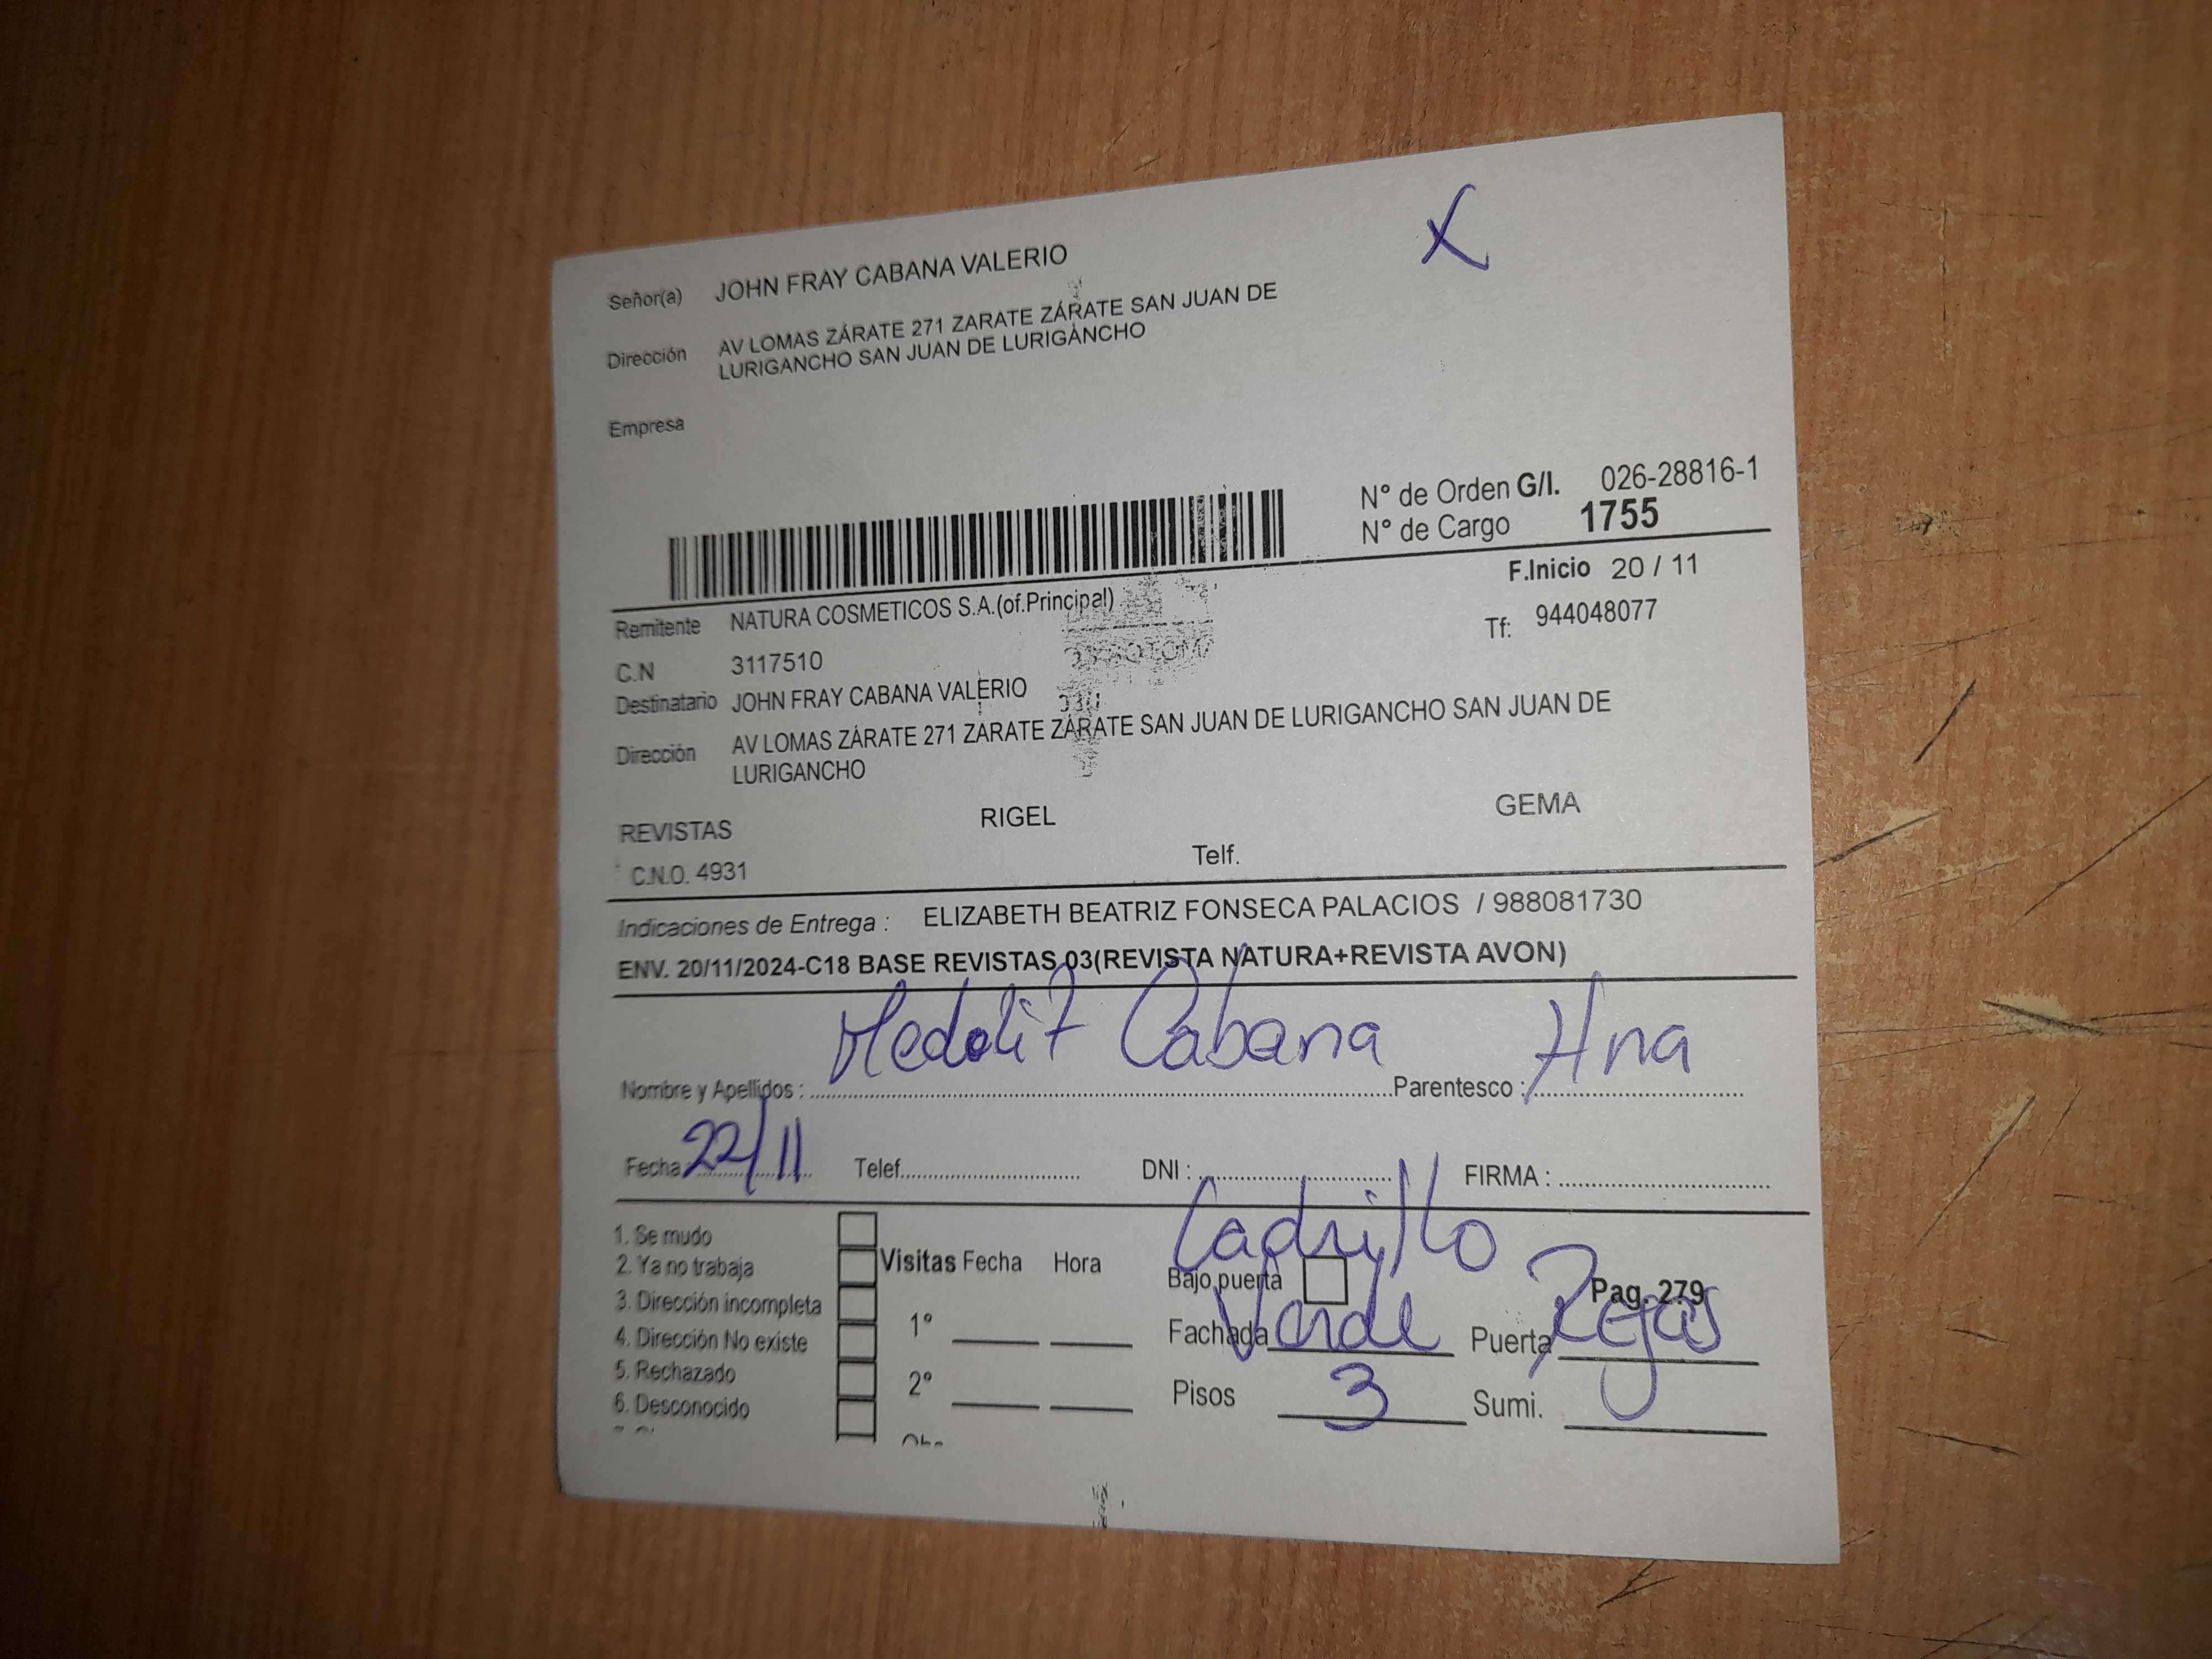 X
Señor(a) JOHN FRAY CABANA VALERIO
Dirección AV LOMAS ZÁRATE 271 ZARATE ZÁRATE SAN JUAN DE
LURIGANCHO SAN JUAN DE LURIGANCHO
Empresa
N° de Orden G/I. 026-28816-1
N° de Cargo 1755
F.Inicio 20 / 11
Remitente NATURA COSMETICOS S.A.(of.Principal)
Tf: 944048077
C.N 3117510
Destinatario JOHN FRAY CABANA VALERIO
Dirección AV LOMAS ZÁRATE 271 ZARATE ZÁRATE SAN JUAN DE LURIGANCHO SAN JUAN DE
LURIGANCHO
REVISTAS RIGEL GEMA
C.N.O. 4931 Telf.
Indicaciones de Entrega : ELIZABETH BEATRIZ FONSECA PALACIOS / 988081730
ENV. 20/11/2024-C18 BASE REVISTAS 03(REVISTA NATURA+REVISTA AVON)
Nombre y Apellidos : Cabana Parentesco : Hna
Fecha : 22/11 Telef. DNI : FIRMA :
1. Se mudo
2. Ya no trabaja
3. Dirección incompleta
4. Dirección No existe
5. Rechazado
6. Desconocido
Visitas Fecha Hora
1°
2°
Ladrillo
Bajo puerta Pag. 279
Fachada Verde Puerta Rejas
Pisos 3 Sumi.